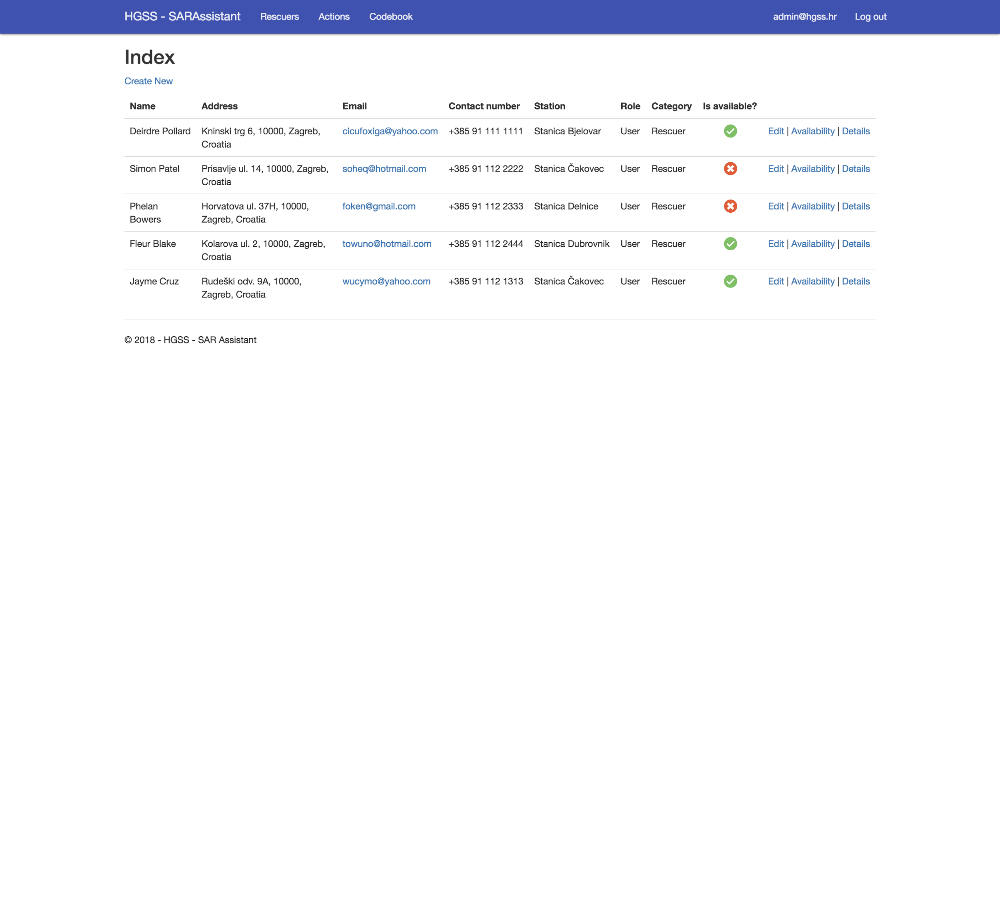 HGSS - SARAssistant Rescuers Actions Codebook admin@hgss.hr Log out
Index
Create New
Name Address Email Contact number Station Role Category Is available?
Deirdre Pollard Kninski trg 6, 10000, Zagreb, cicufoxiga@yahoo.com +385 91 111 1111 Stanica Bjelovar User Rescuer Edit | Availability | Details
Croatia
Simon Patel Prisavlje ul. 14, 10000, Zagreb, soheq@hotmail.com +385 91 112 2222 Stanica Čakovec User Rescuer Edit | Availability | Details
Croatia
Phelan Horvatova ul. 37H, 10000, foken@gmail.com +385 91 112 2333 Stanica Delnice User Rescuer Edit | Availability | Details
Bowers Zagreb, Croatia
Fleur Blake Kolarova ul. 2, 10000, Zagreb, towuno@hotmail.com +385 91 112 2444 Stanica Dubrovnik User Rescuer Edit | Availability | Details
Croatia
Jayme Cruz Rudeški odv. 9A, 10000, wucymo@yahoo.com +385 91 112 1313 Stanica Čakovec User Rescuer Edit | Availability | Details
Zagreb, Croatia
© 2018 - HGSS - SAR Assistant